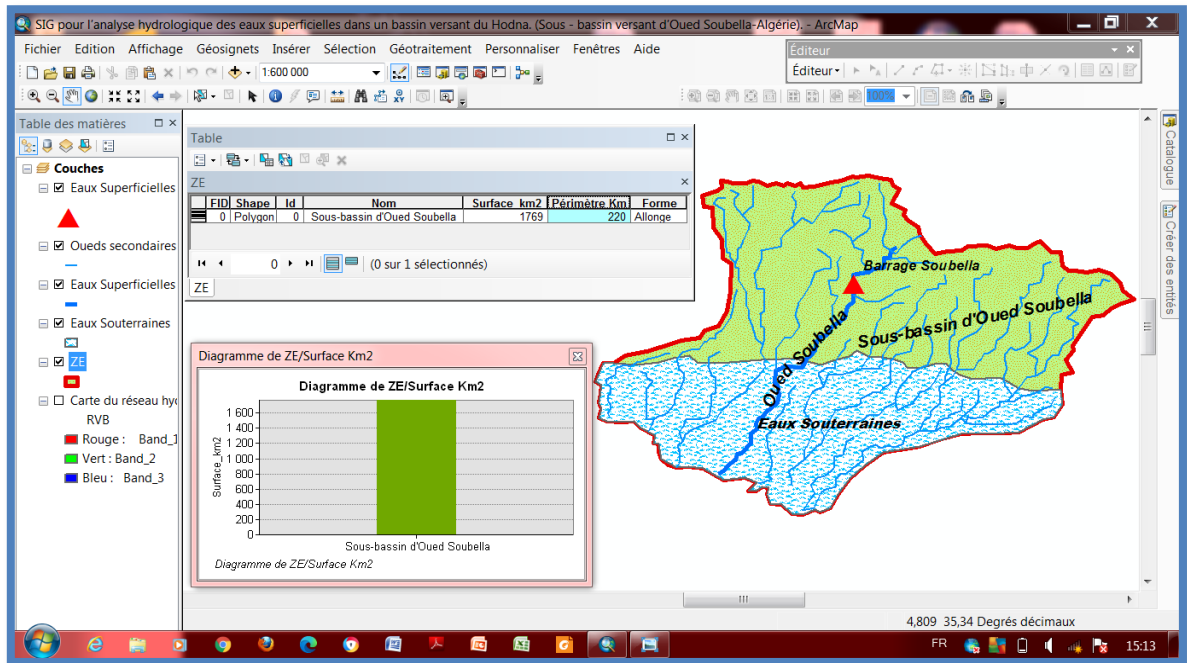 SIG pour l'analyse hydrologique des eaux superficielles dans un bassin versant du Hodna. (Sous - bassin versant d'Oued Soubella-Algérie). - ArcMap
Fichier Edition Affichage Géosignets Insérer Sélection Géotraitement Personnaliser Fenêtres Aide
Éditeur
Éditeur
1:600 000
100%
Table des matières
Couches
Eaux Superficielles
Oueds secondaires
Eaux Superficielles
Eaux Souterraines
ZE
Carte du réseau hy
RVB
Rouge : Band_1
Vert : Band_2
Bleu : Band_3
Table
ZE
FID Shape Id Nom Surface_km2 Périmètre Km Forme
0 Polygon 0 Sous-bassin d'Oued Soubella 1769 220 Allonge
0 (0 sur 1 sélectionnés)
ZE
Diagramme de ZE/Surface Km2
Diagramme de ZE/Surface Km2
Surface_km2
1 600
1 400
1 200
1 000
800
600
400
200
0
Sous-bassin d'Oued Soubella
Diagramme de ZE/Surface Km2
Barrage Soubella
Sous-bassin d'Oued Soubella
Oued Soubella
Eaux Souterraines
Catalogue
Créer des entités
4,809 35,34 Degrés décimaux
FR 15:13